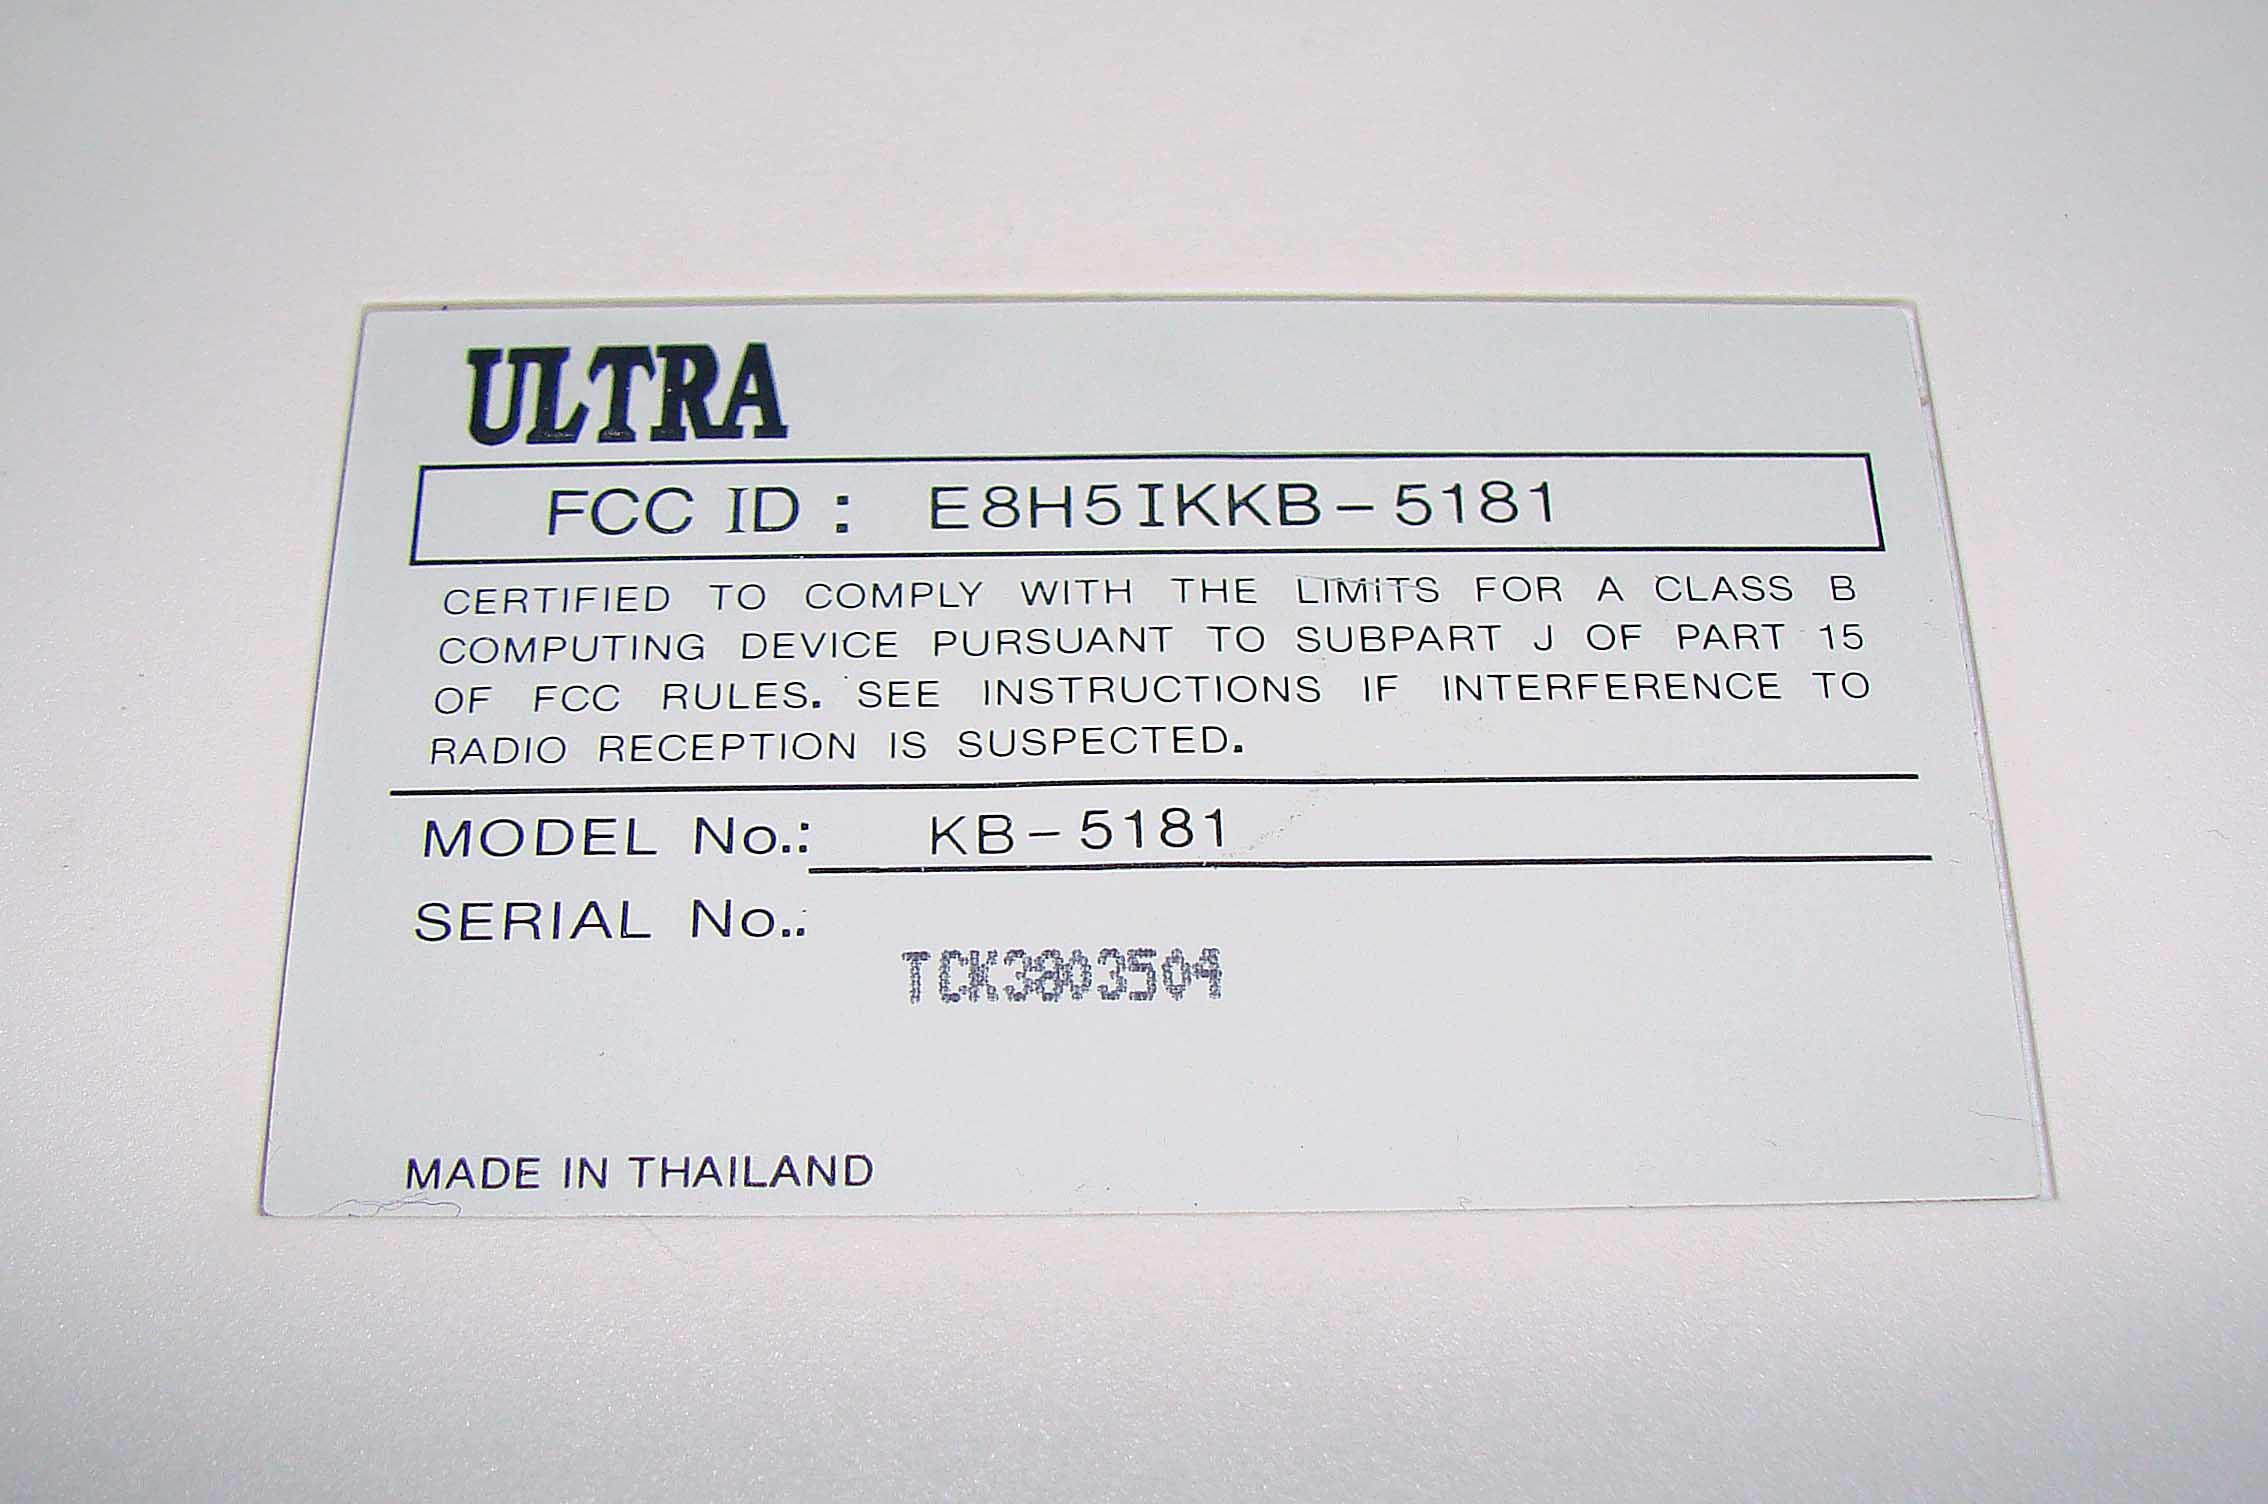 ULTRA
FCC ID : E8H5IKKB-5181
CERTIFIED TO COMPLY WITH THE LIMITS FOR A CLASS B
COMPUTING DEVICE PURSUANT TO SUBPART J OF PART 15
OF FCC RULES. SEE INSTRUCTIONS IF INTERFERENCE TO
RADIO RECEPTION IS SUSPECTED.
MODEL No.: KB-5181
SERIAL No.:
TCK3803504
MADE IN THAILAND